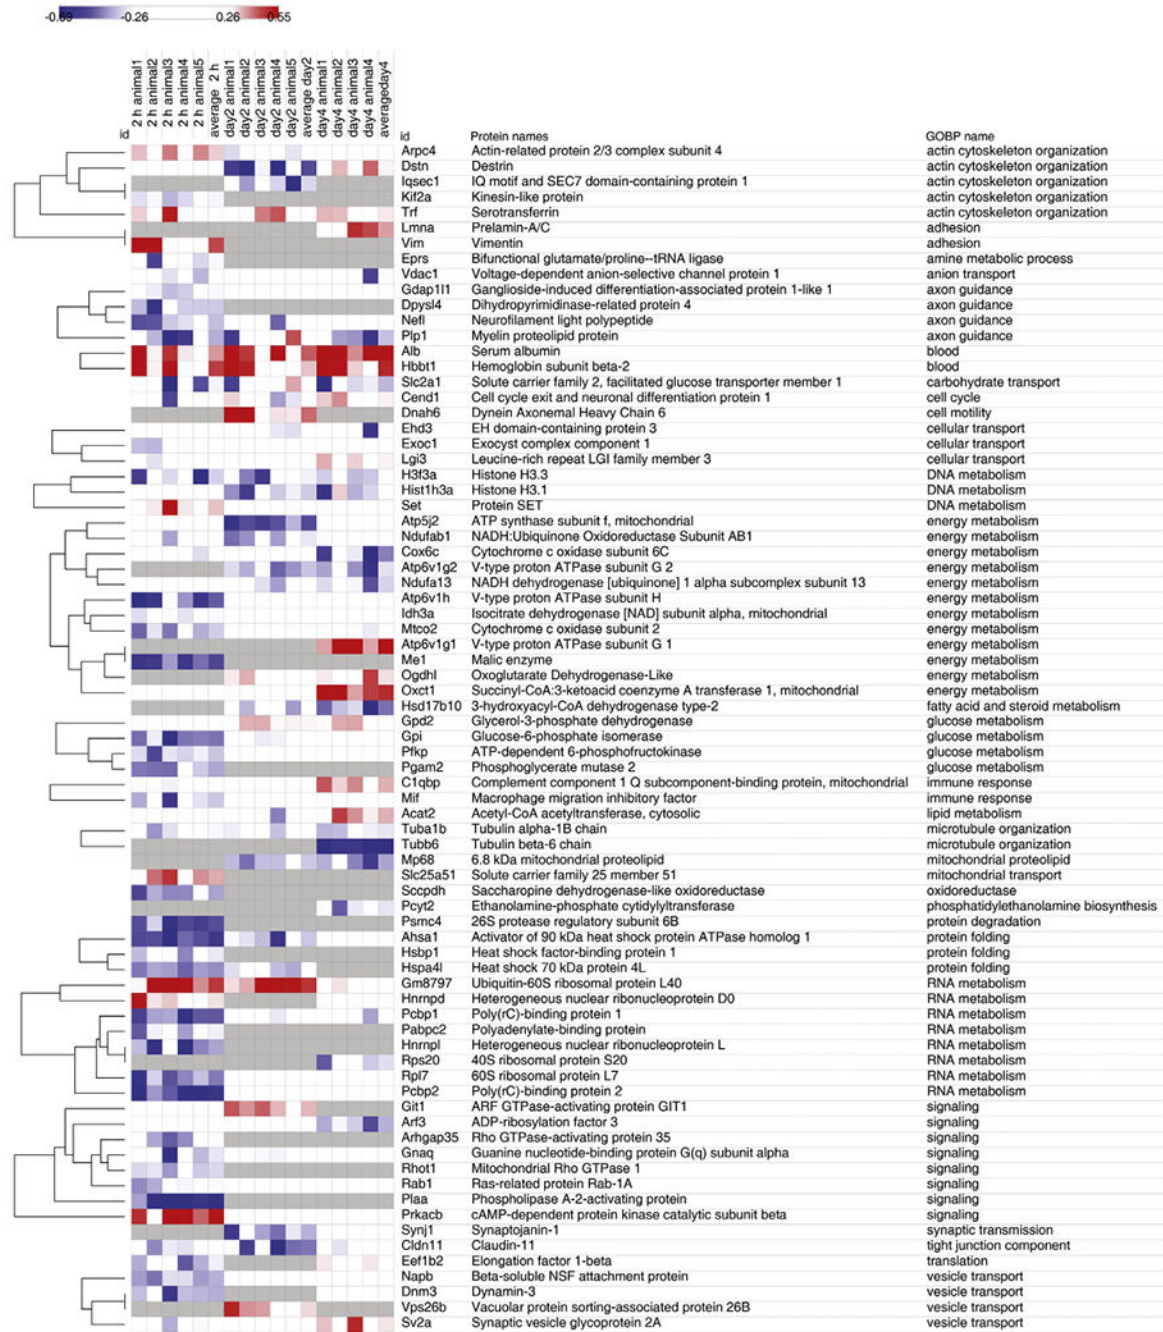 -0.89 -0.26 0.26 0.55
id 2 h animal1 2 h animal2 2 h animal3 2 h animal4 2 h animal5 average 2 h day2 animal1 day2 animal2 day2 animal3 day2 animal4 day2 animal5 average day2 day4 animal1 day4 animal2 day4 animal3 day4 animal4 averageday4
id Protein names GOBP name
Arpc4 Actin-related protein 2/3 complex subunit 4 actin cytoskeleton organization
Dstn Destrin actin cytoskeleton organization
Iqsec1 IQ motif and SEC7 domain-containing protein 1 actin cytoskeleton organization
Kif2a Kinesin-like protein actin cytoskeleton organization
Trf Serotransferrin actin cytoskeleton organization
Lmna Prelamin-A/C adhesion
Vim Vimentin adhesion
Eprs Bifunctional glutamate/proline--tRNA ligase amine metabolic process
Vdac1 Voltage-dependent anion-selective channel protein 1 anion transport
Gdap1l1 Ganglioside-induced differentiation-associated protein 1-like 1 axon guidance
Dpysl4 Dihydropyrimidinase-related protein 4 axon guidance
Nefl Neurofilament light polypeptide axon guidance
Plp1 Myelin proteolipid protein axon guidance
Alb Serum albumin blood
Hbbt1 Hemoglobin subunit beta-2 blood
Slc2a1 Solute carrier family 2, facilitated glucose transporter member 1 carbohydrate transport
Cend1 Cell cycle exit and neuronal differentiation protein 1 cell cycle
Dnah6 Dynein Axonemal Heavy Chain 6 cell motility
Ehd3 EH domain-containing protein 3 cellular transport
Exoc1 Exocyst complex component 1 cellular transport
Lgi3 Leucine-rich repeat LGI family member 3 cellular transport
H3f3a Histone H3.3 DNA metabolism
Hist1h3a Histone H3.1 DNA metabolism
Set Protein SET DNA metabolism
Atp5j2 ATP synthase subunit f, mitochondrial energy metabolism
Ndufab1 NADH:Ubiquinone Oxidoreductase Subunit AB1 energy metabolism
Cox6c Cytochrome c oxidase subunit 6C energy metabolism
Atp6v1g2 V-type proton ATPase subunit G 2 energy metabolism
Ndufa13 NADH dehydrogenase [ubiquinone] 1 alpha subcomplex subunit 13 energy metabolism
Atp6v1h V-type proton ATPase subunit H energy metabolism
Idh3a Isocitrate dehydrogenase [NAD] subunit alpha, mitochondrial energy metabolism
Mtco2 Cytochrome c oxidase subunit 2 energy metabolism
Atp6v1g1 V-type proton ATPase subunit G 1 energy metabolism
Me1 Malic enzyme energy metabolism
Ogdhl Oxoglutarate Dehydrogenase-Like energy metabolism
Oxct1 Succinyl-CoA:3-ketoacid coenzyme A transferase 1, mitochondrial energy metabolism
Hsd17b10 3-hydroxyacyl-CoA dehydrogenase type-2 fatty acid and steroid metabolism
Gpd2 Glycerol-3-phosphate dehydrogenase glucose metabolism
Gpi Glucose-6-phosphate isomerase glucose metabolism
Pfkp ATP-dependent 6-phosphofructokinase glucose metabolism
Pgam2 Phosphoglycerate mutase 2 glucose metabolism
C1qbp Complement component 1 Q subcomponent-binding protein, mitochondrial immune response
Mif Macrophage migration inhibitory factor immune response
Acat2 Acetyl-CoA acetyltransferase, cytosolic lipid metabolism
Tuba1b Tubulin alpha-1B chain microtubule organization
Tubb6 Tubulin beta-6 chain microtubule organization
Mp68 6.8 kDa mitochondrial proteolipid mitochondrial proteolipid
Slc25a51 Solute carrier family 25 member 51 mitochondrial transport
Sccpdh Saccharopine dehydrogenase-like oxidoreductase oxidoreductase
Pcyt2 Ethanolamine-phosphate cytidylyltransferase phosphatidylethanolamine biosynthesis
Psmc4 26S protease regulatory subunit 6B protein degradation
Ahsa1 Activator of 90 kDa heat shock protein ATPase homolog 1 protein folding
Hsbp1 Heat shock factor-binding protein 1 protein folding
Hspa4l Heat shock 70 kDa protein 4L protein folding
Gm8797 Ubiquitin-60S ribosomal protein L40 RNA metabolism
Hnrnpd Heterogeneous nuclear ribonucleoprotein D0 RNA metabolism
Pcbp1 Poly(rC)-binding protein 1 RNA metabolism
Pabpc2 Polyadenylate-binding protein RNA metabolism
Hnrnpl Heterogeneous nuclear ribonucleoprotein L RNA metabolism
Rps20 40S ribosomal protein S20 RNA metabolism
Rpl7 60S ribosomal protein L7 RNA metabolism
Pcbp2 Poly(rC)-binding protein 2 RNA metabolism
Git1 ARF GTPase-activating protein GIT1 signaling
Arf3 ADP-ribosylation factor 3 signaling
Arhgap35 Rho GTPase-activating protein 35 signaling
Gnaq Guanine nucleotide-binding protein G(q) subunit alpha signaling
Rhot1 Mitochondrial Rho GTPase 1 signaling
Rab1 Ras-related protein Rab-1A signaling
Plaa Phospholipase A-2-activating protein signaling
Prkacb cAMP-dependent protein kinase catalytic subunit beta signaling
Synj1 Synaptojanin-1 synaptic transmission
Cldn11 Claudin-11 tight junction component
Eef1b2 Elongation factor 1-beta translation
Napb Beta-soluble NSF attachment protein vesicle transport
Dnm3 Dynamin-3 vesicle transport
Vps26b Vacuolar protein sorting-associated protein 26B vesicle transport
Sv2a Synaptic vesicle glycoprotein 2A vesicle transport